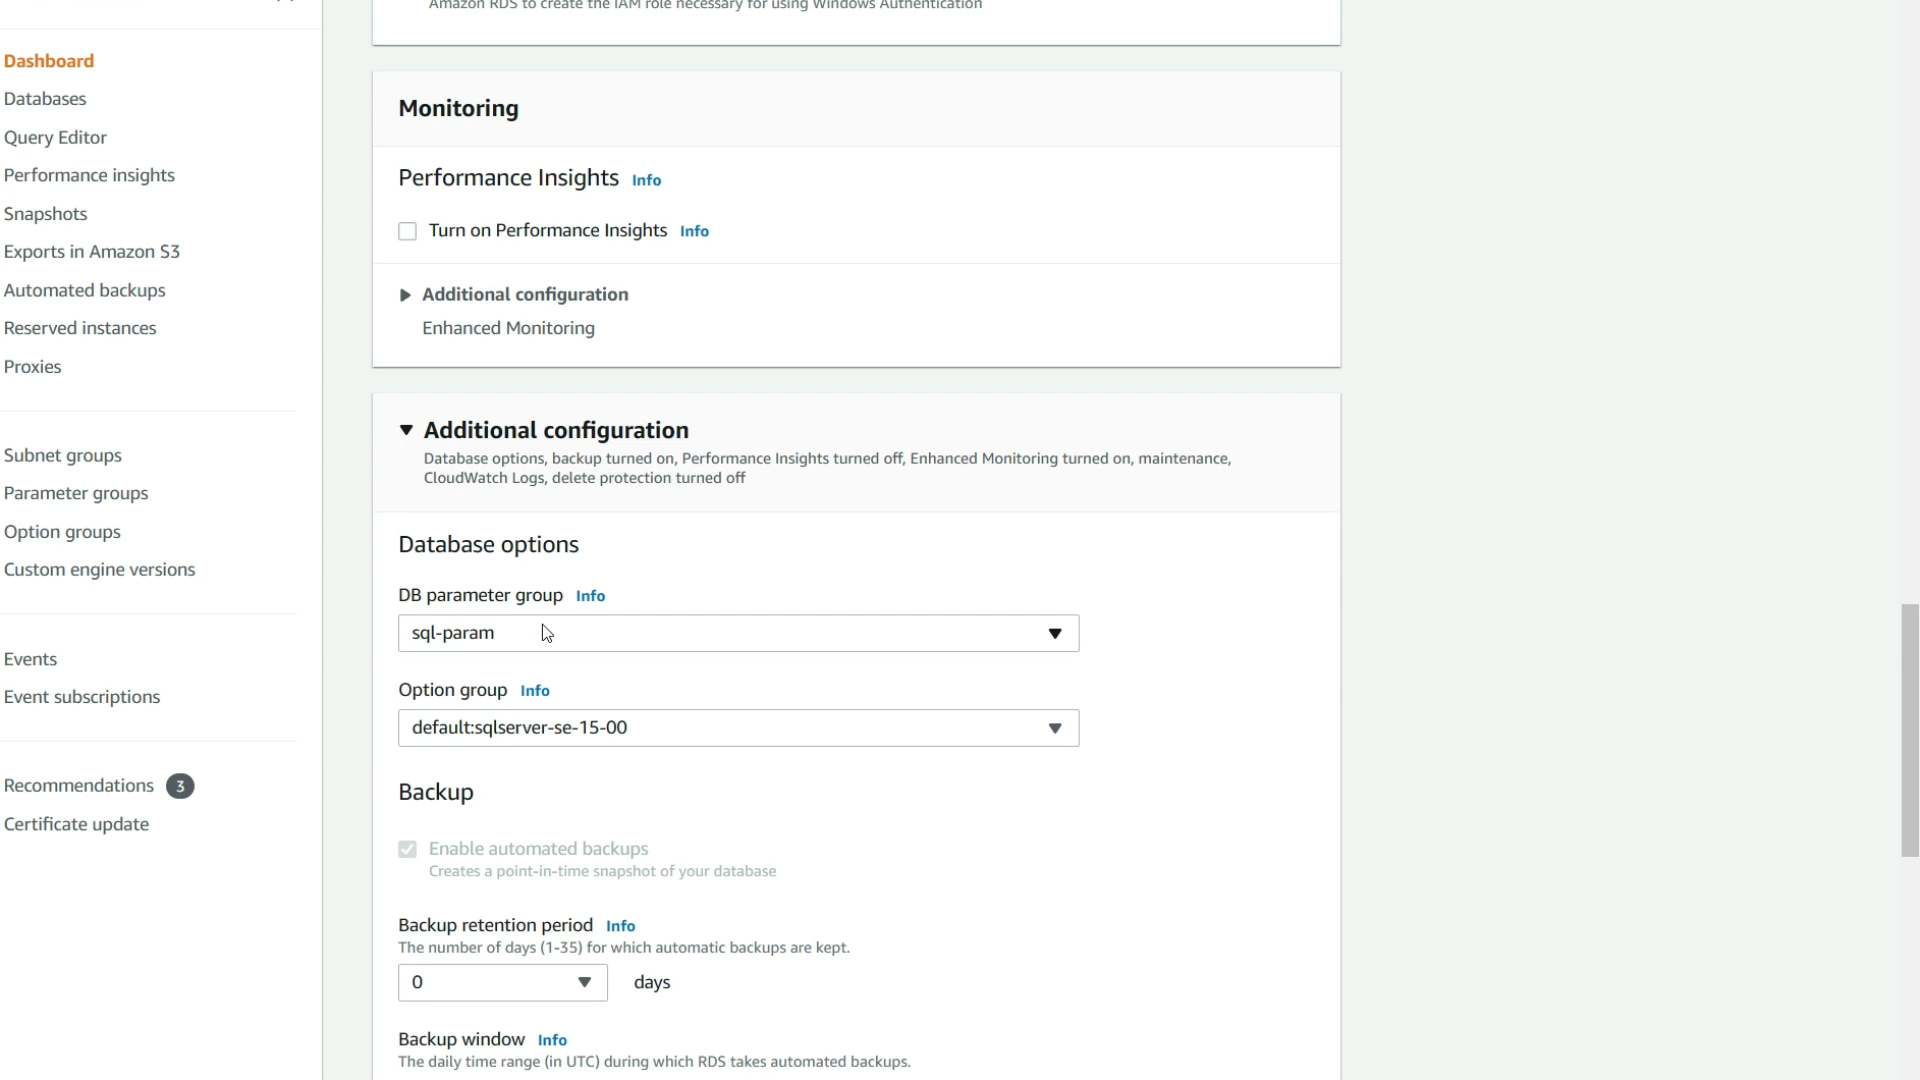 Amazon RDS to create the IAM role necessary for using Windows Authentication
Dashboard
Databases
Query Editor
Performance insights
Snapshots
Exports in Amazon S3
Automated backups
Reserved instances
Proxies
Subnet groups
Parameter groups
Option groups
Custom engine versions
Events
Event subscriptions
Recommendations 3
Certificate update
Monitoring
Performance Insights Info
Turn on Performance Insights Info
Additional configuration
Enhanced Monitoring
Additional configuration
Database options, backup turned on, Performance Insights turned off, Enhanced Monitoring turned on, maintenance,
CloudWatch Logs, delete protection turned off
Database options
DB parameter group Info
sql-param
Option group Info
default:sqlserver-se-15-00
Backup
Enable automated backups
Creates a point-in-time snapshot of your database
Backup retention period Info
The number of days (1-35) for which automatic backups are kept.
0 days
Backup window Info
The daily time range (in UTC) during which RDS takes automated backups.